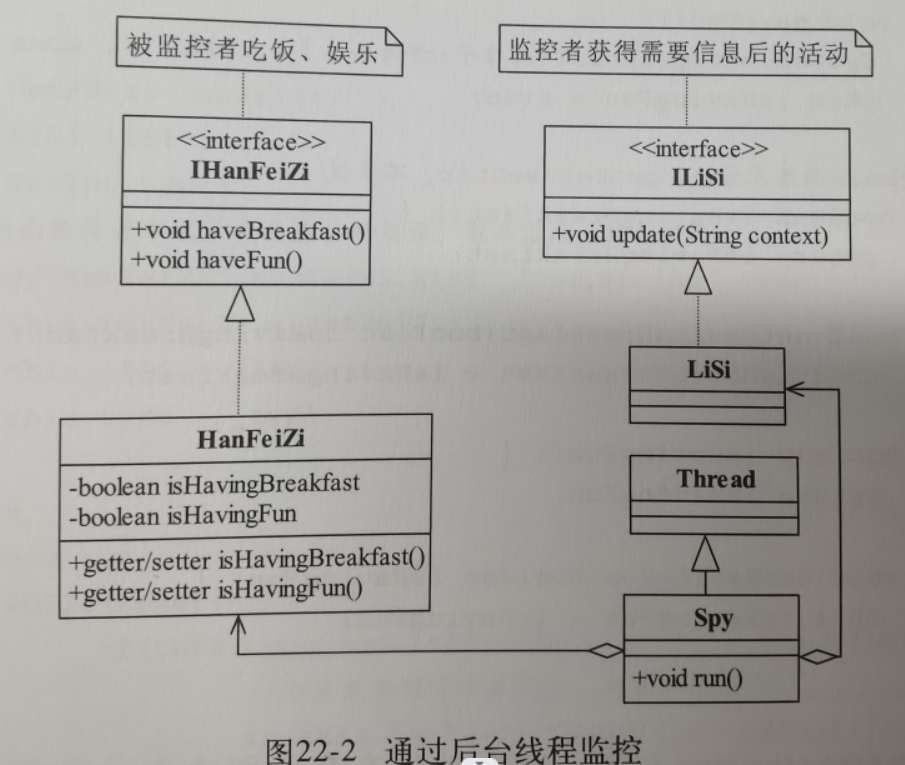 被监控者吃饭、娱乐
监控者获得需要信息后的活动
<<interface>>
IHanFeiZi
+void haveBreakfast()
+void haveFun()
<<interface>>
ILiSi
+void update(String context)
LiSi
HanFeiZi
-boolean isHavingBreakfast
-boolean isHavingFun
+getter/setter isHavingBreakfast()
+getter/setter isHavingFun()
Thread
Spy
+void run()
图22-2 通过后台线程监控